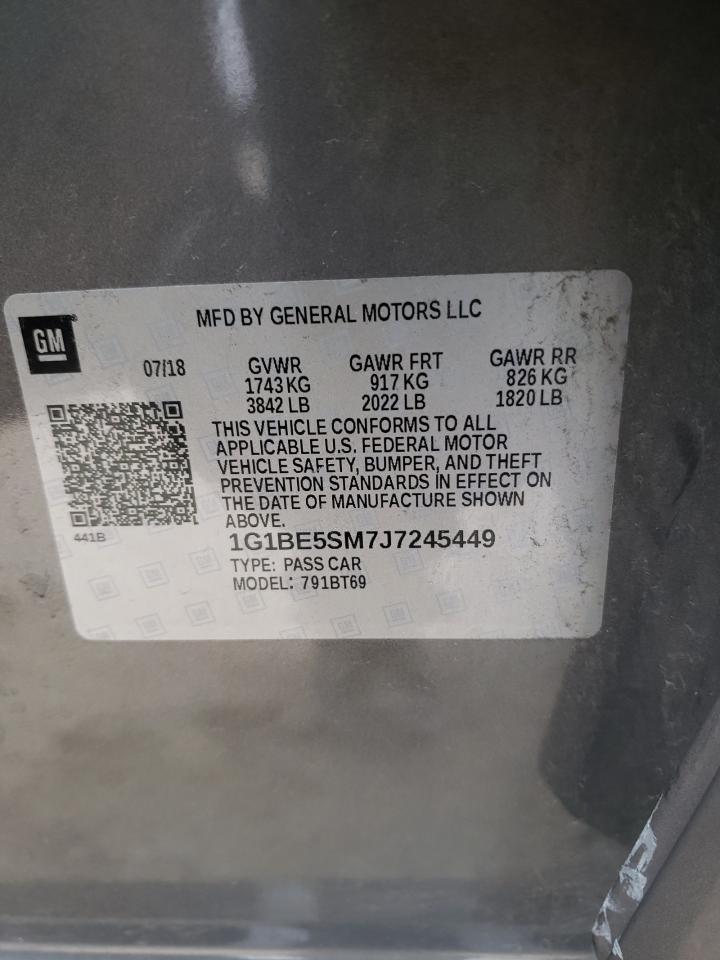 MFD BY GENERAL MOTORS LLC
GM
07/18 GVWR GAWR FRT GAWR RR
1743 KG 917 KG 826 KG
3842 LB 2022 LB 1820 LB
THIS VEHICLE CONFORMS TO ALL
APPLICABLE U.S. FEDERAL MOTOR
VEHICLE SAFETY, BUMPER, AND THEFT
PREVENTION STANDARDS IN EFFECT ON
THE DATE OF MANUFACTURE SHOWN
ABOVE.
441B
1G1BE5SM7J7245449
TYPE: PASS CAR
MODEL: 791BT69